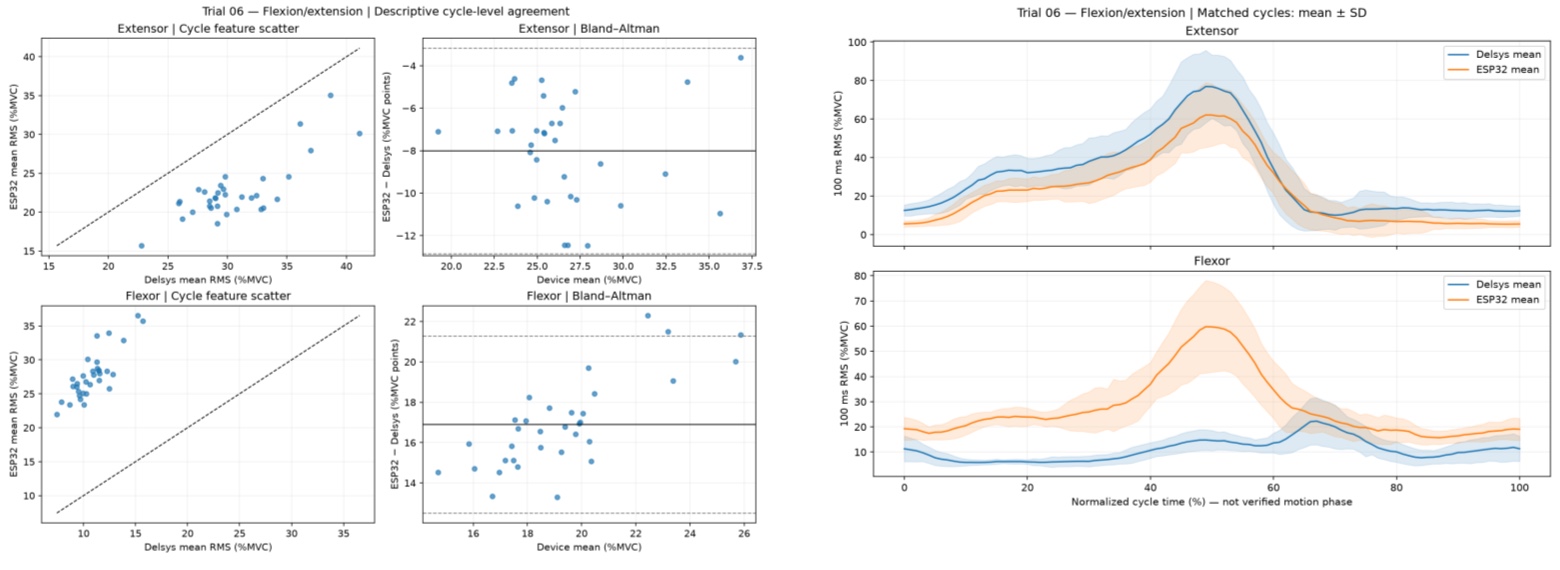 Trial 06 — Flexion/extension | Descriptive cycle-level agreement
Extensor | Cycle feature scatter
ESP32 mean RMS (%MVC)
40
35
30
25
20
15
15 20 25 30 35 40
Delsys mean RMS (%MVC)
Extensor | Bland–Altman
ESP32 − Delsys (%MVC points)
−4
−6
−8
−10
−12
20.0 22.5 25.0 27.5 30.0 32.5 35.0 37.5
Device mean (%MVC)
Flexor | Cycle feature scatter
ESP32 mean RMS (%MVC)
35
30
25
20
15
10
10 15 20 25 30 35
Delsys mean RMS (%MVC)
Flexor | Bland–Altman
ESP32 − Delsys (%MVC points)
22
20
18
16
14
16 18 20 22 24 26
Device mean (%MVC)
Trial 06 — Flexion/extension | Matched cycles: mean ± SD
Extensor
100 ms RMS (%MVC)
100
80
60
40
20
0
Delsys mean
ESP32 mean
Flexor
100 ms RMS (%MVC)
80
70
60
50
40
30
20
10
Delsys mean
ESP32 mean
0 20 40 60 80 100
Normalized cycle time (%) — not verified motion phase